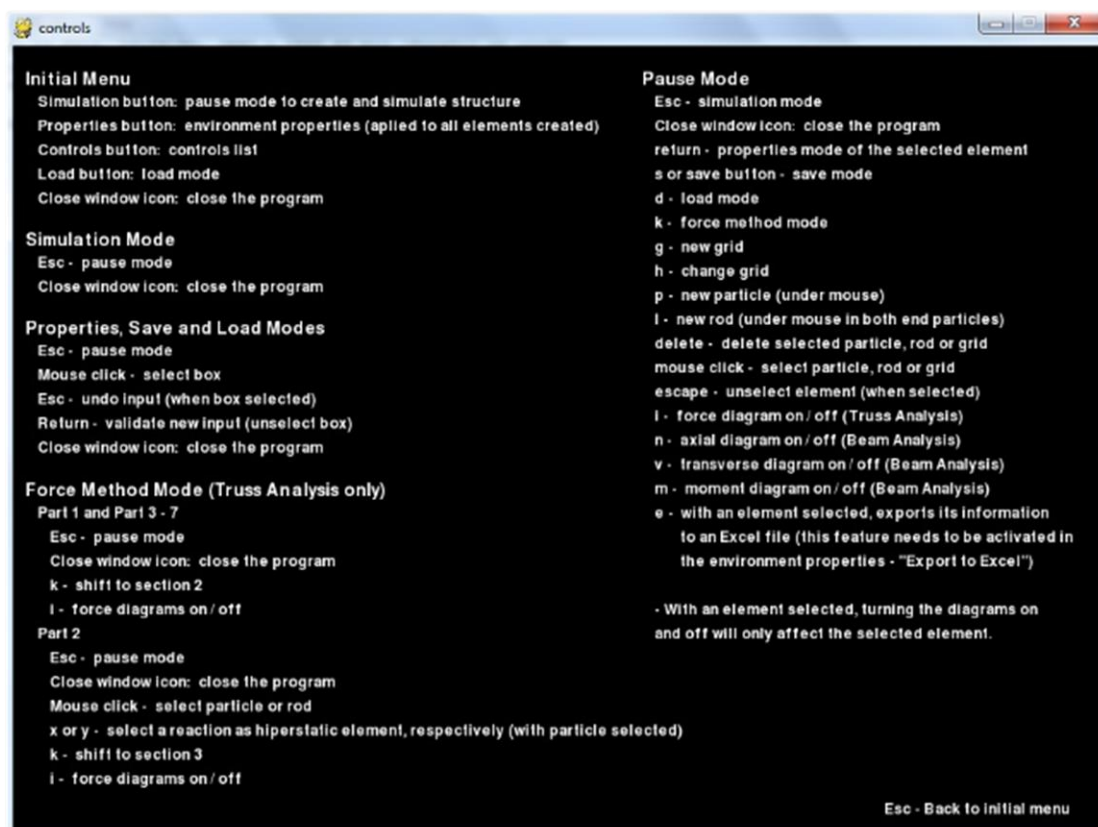 controls
Initial Menu
Simulation button: pause mode to create and simulate structure
Properties button: environment properties (aplied to all elements created)
Controls button: controls list
Load button: load mode
Close window icon: close the program
Simulation Mode
Esc - pause mode
Close window icon: close the program
Properties, Save and Load Modes
Esc - pause mode
Mouse click - select box
Esc - undo input (when box selected)
Return - validate new input (unselect box)
Close window icon: close the program
Force Method Mode (Truss Analysis only)
Part 1 and Part 3 - 7
Esc - pause mode
Close window icon: close the program
k - shift to section 2
i - force diagrams on / off
Part 2
Esc - pause mode
Close window icon: close the program
Mouse click - select particle or rod
x or y - select a reaction as hiperstatic element, respectively (with particle selected)
k - shift to section 3
i - force diagrams on / off
Pause Mode
Esc - simulation mode
Close window icon: close the program
return - properties mode of the selected element
s or save button - save mode
d - load mode
k - force method mode
g - new grid
h - change grid
p - new particle (under mouse)
l - new rod (under mouse in both end particles)
delete - delete selected particle, rod or grid
mouse click - select particle, rod or grid
escape - unselect element (when selected)
i - force diagram on / off (Truss Analysis)
n - axial diagram on / off (Beam Analysis)
v - transverse diagram on / off (Beam Analysis)
m - moment diagram on / off (Beam Analysis)
e - with an element selected, exports its information
to an Excel file (this feature needs to be activated in
the environment properties - "Export to Excel")
- With an element selected, turning the diagrams on
and off will only affect the selected element.
Esc - Back to initial menu